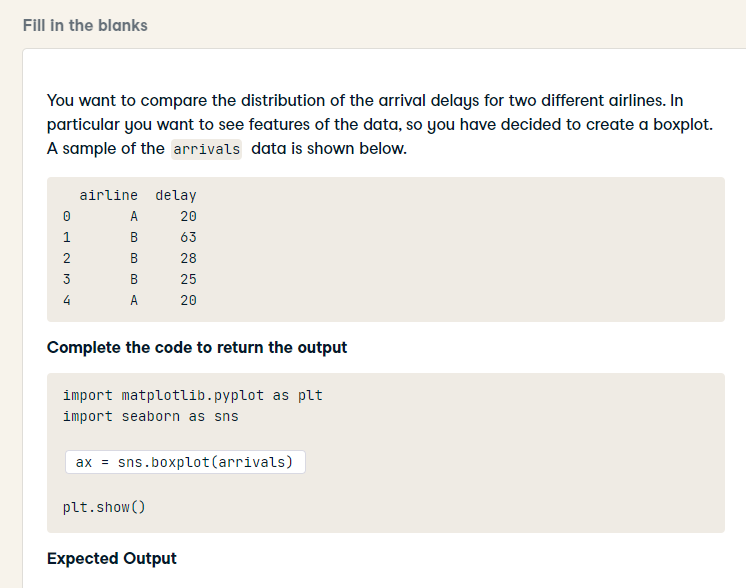 Fill in the blanks
You want to compare the distribution of the arrival delays for two different airlines. In
particular you want to see features of the data, so you have decided to create a boxplot.
A sample of the arrivals data is shown below.
airline delay
0 A 20
1 B 63
2 B 28
3 B 25
4 A 20
Complete the code to return the output
import matplotlib.pyplot as plt
import seaborn as sns
ax = sns.boxplot(arrivals)
plt.show()
Expected Output